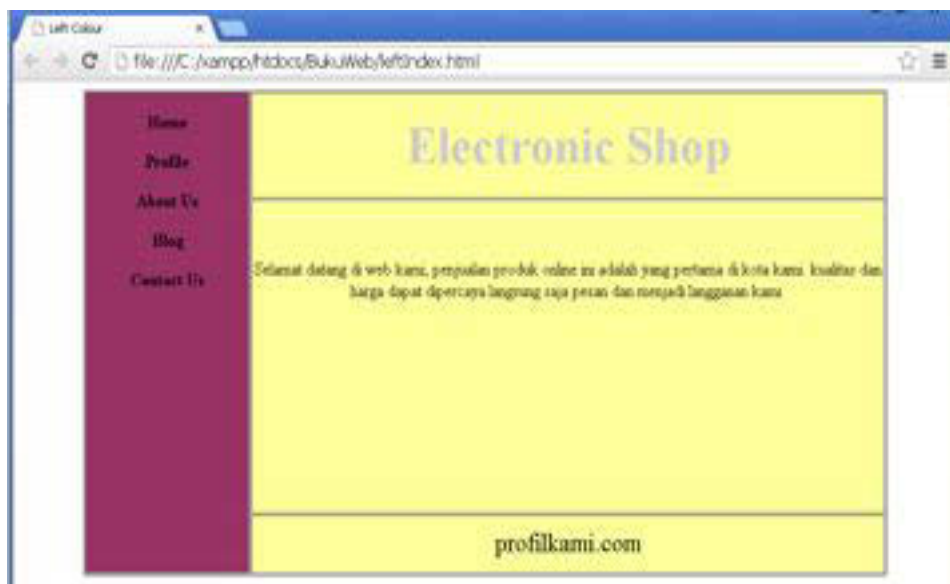 Left Colour
file:///C:/xampp/htdocs/BukuWeb/leftIndex.html
Home
Profile
About Us
Blog
Contact Us
Electronic Shop
Selamat datang di web kami, penjualan produk online ini adalah yang pertama di kota kami. kualitas dan
harga dapat dipercaya langsung saja pesan dan menjadi langganan kami
profilkami.com